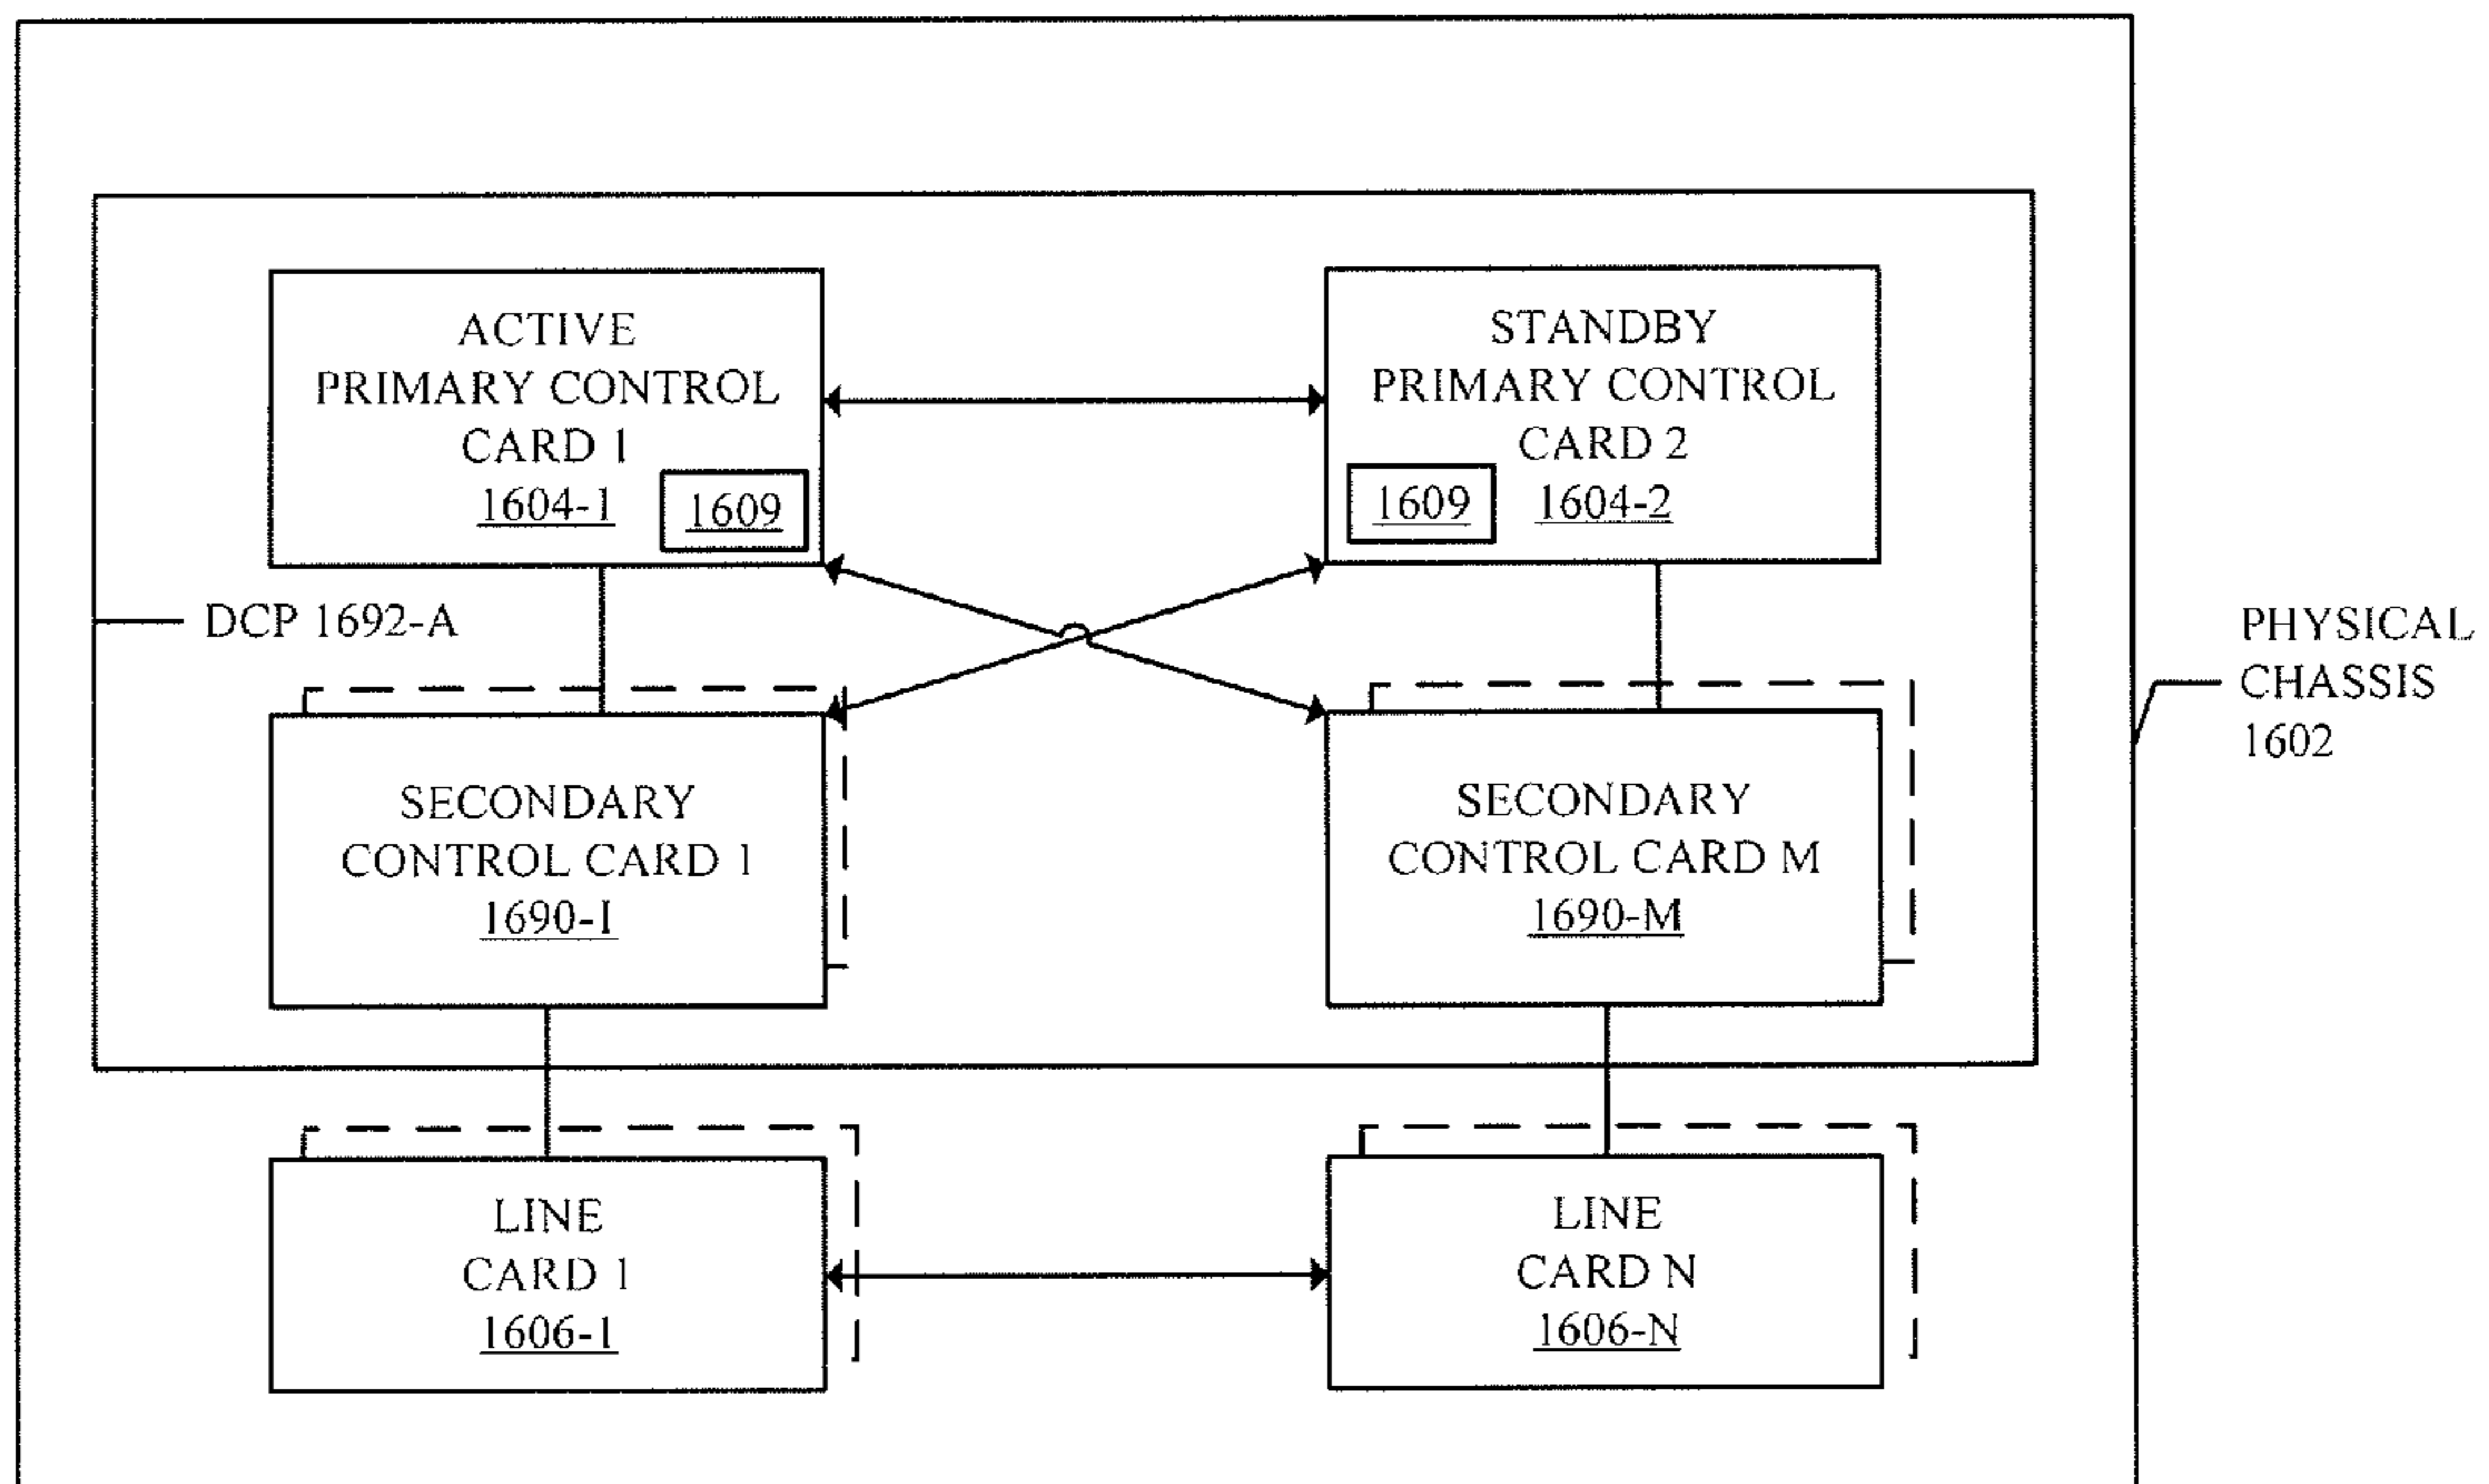 ACTIVE
PRIMARY CONTROL
CARD 1
1604-1
1609
STANDBY
PRIMARY CONTROL
CARD 2
1609
1604-2
DCP 1692-A
PHYSICAL
CHASSIS
1602
SECONDARY
CONTROL CARD 1
1690-1
SECONDARY
CONTROL CARD M
1690-M
LINE
CARD 1
1606-1
LINE
CARD N
1606-N